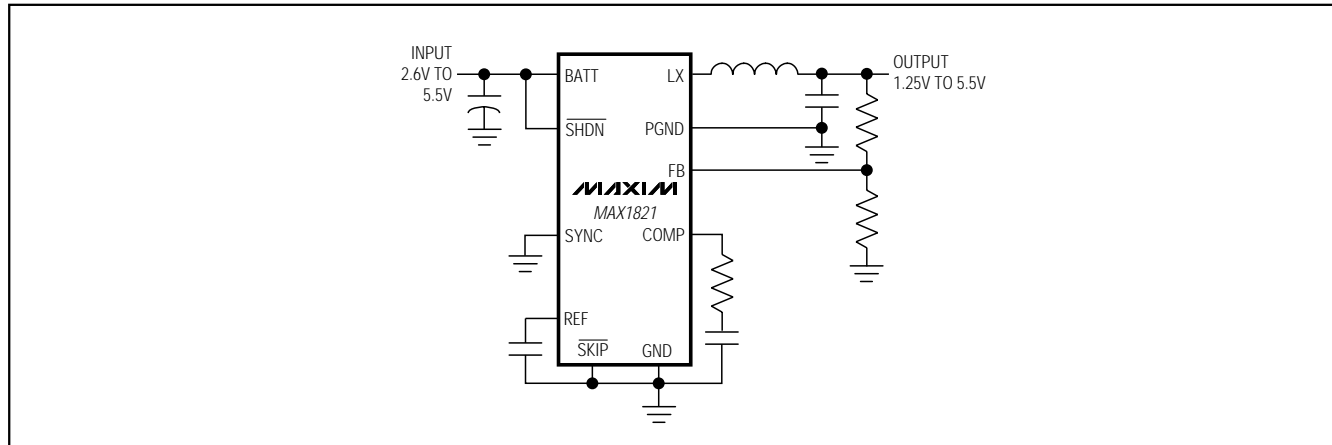 INPUT
2.6V TO
5.5V
BATT
LX
OUTPUT
1.25V TO 5.5V
SHDN
PGND
FB
MAXIM
MAX1821
SYNC
COMP
REF
SKIP
GND